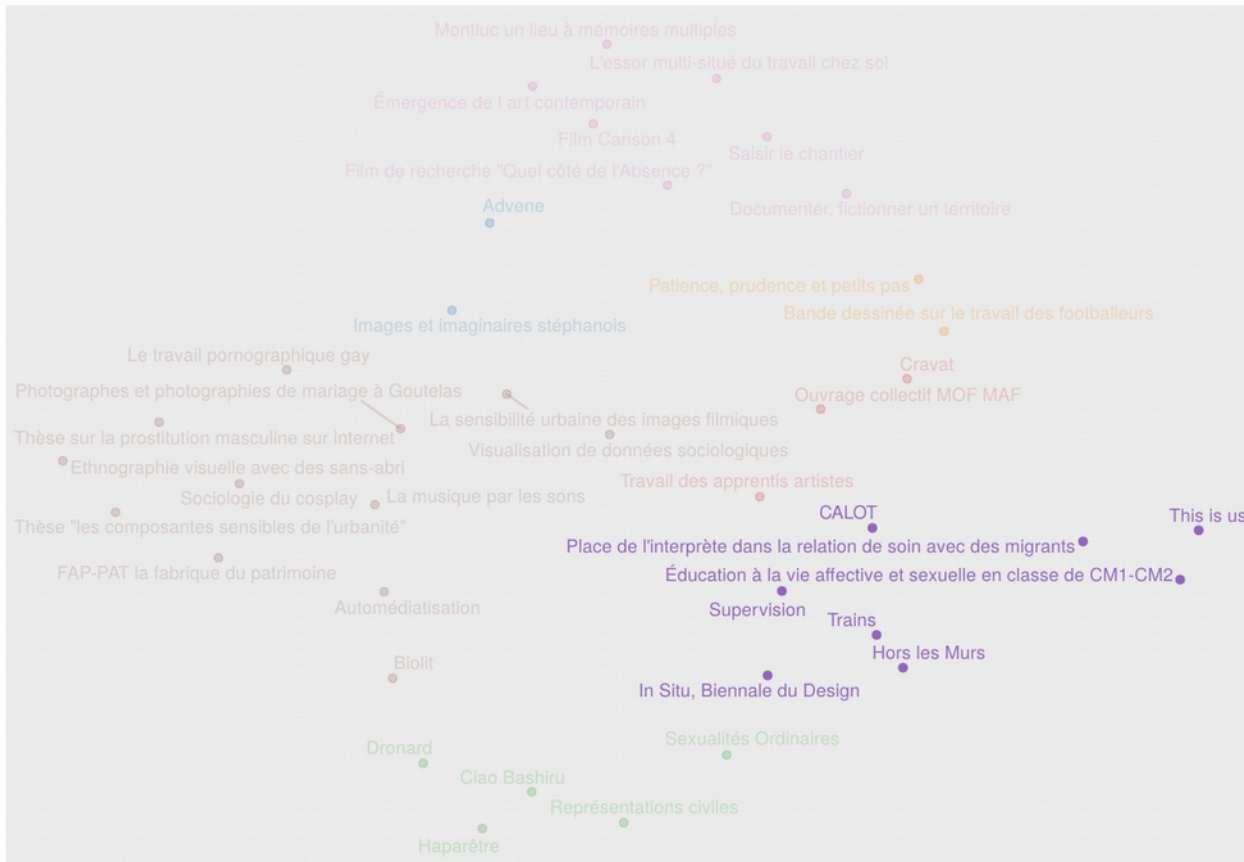 Montluc un lieu à mémoires multiples
L'essor multi-situé du travail chez soi
Émergence de l art contemporain
Film Canson 4
Saisir le chantier
Film de recherche "Quel côté de l'Absence ?"
Advene
Documenter, fictionner un territoire
Patience, prudence et petits pas
Bande dessinée sur le travail des footballeurs
Images et imaginaires stéphanois
Le travail pornographique gay
Cravat
Photographes et photographies de mariage à Goutelas
Ouvrage collectif MOF MAF
La sensibilité urbaine des images filmiques
Thèse sur la prostitution masculine sur internet
Visualisation de données sociologiques
Ethnographie visuelle avec des sans-abri
Travail des apprentis artistes
Sociologie du cosplay
La musique par les sons
CALOT
This is us
Thèse "les composantes sensibles de l'urbanité"
Place de l'interprète dans la relation de soin avec des migrants
FAP-PAT la fabrique du patrimoine
Éducation à la vie affective et sexuelle en classe de CM1-CM2
Automédiatisation
Supervision
Trains
Hors les Murs
Biolit
In Situ, Biennale du Design
Sexualités Ordinaires
Dronard
Ciao Bashiru
Représentations civiles
Haparêtre